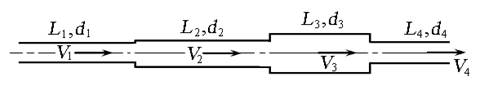 L₁,d₁ L₂,d₂ L₃,d₃ L₄,d₄
V₁ V₂ V₃ V₄